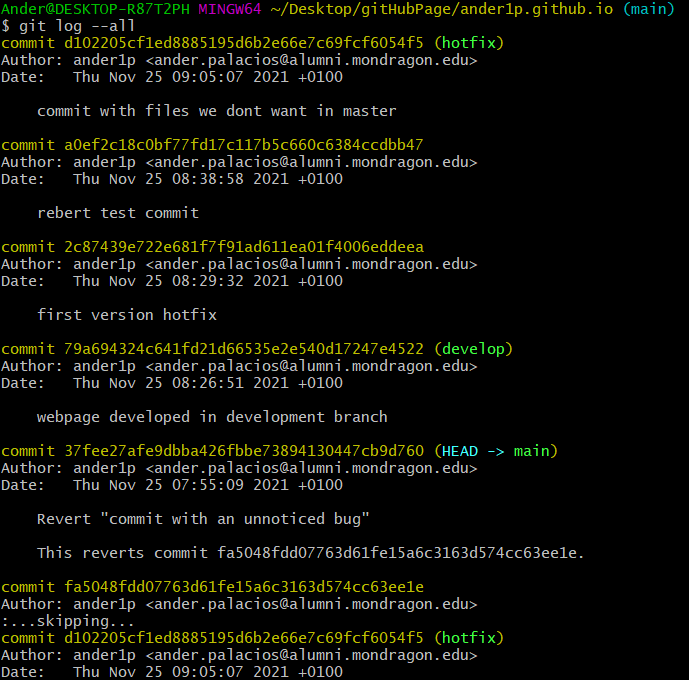 Ander@DESKTOP-R87T2PH MINGW64 ~/Desktop/gitHubPage/ander1p.github.io (main)
$ git log --all
commit d102205cf1ed8885195d6b2e66e7c69fcf6054f5 (hotfix)
Author: ander1p <ander.palacios@alumni.mondragon.edu>
Date:   Thu Nov 25 09:05:07 2021 +0100
    commit with files we dont want in master
commit a0ef2c18c0bf77fd17c117b5c660c6384ccdbb47
Author: ander1p <ander.palacios@alumni.mondragon.edu>
Date:   Thu Nov 25 08:38:58 2021 +0100
    rebert test commit
commit 2c87439e722e681f7f91ad611ea01f4006eddeea
Author: ander1p <ander.palacios@alumni.mondragon.edu>
Date:   Thu Nov 25 08:29:32 2021 +0100
    first version hotfix
commit 79a694324c641fd21d66535e2e540d17247e4522 (develop)
Author: ander1p <ander.palacios@alumni.mondragon.edu>
Date:   Thu Nov 25 08:26:51 2021 +0100
    webpage developed in development branch
commit 37fee27afe9dbba426fbbe73894130447cb9d760 (HEAD -> main)
Author: ander1p <ander.palacios@alumni.mondragon.edu>
Date:   Thu Nov 25 07:55:09 2021 +0100
    Revert "commit with an unnoticed bug"
    This reverts commit fa5048fdd07763d61fe15a6c3163d574cc63ee1e.
commit fa5048fdd07763d61fe15a6c3163d574cc63ee1e
Author: ander1p <ander.palacios@alumni.mondragon.edu>
:...skipping...
commit d102205cf1ed8885195d6b2e66e7c69fcf6054f5 (hotfix)
Author: ander1p <ander.palacios@alumni.mondragon.edu>
Date:   Thu Nov 25 09:05:07 2021 +0100